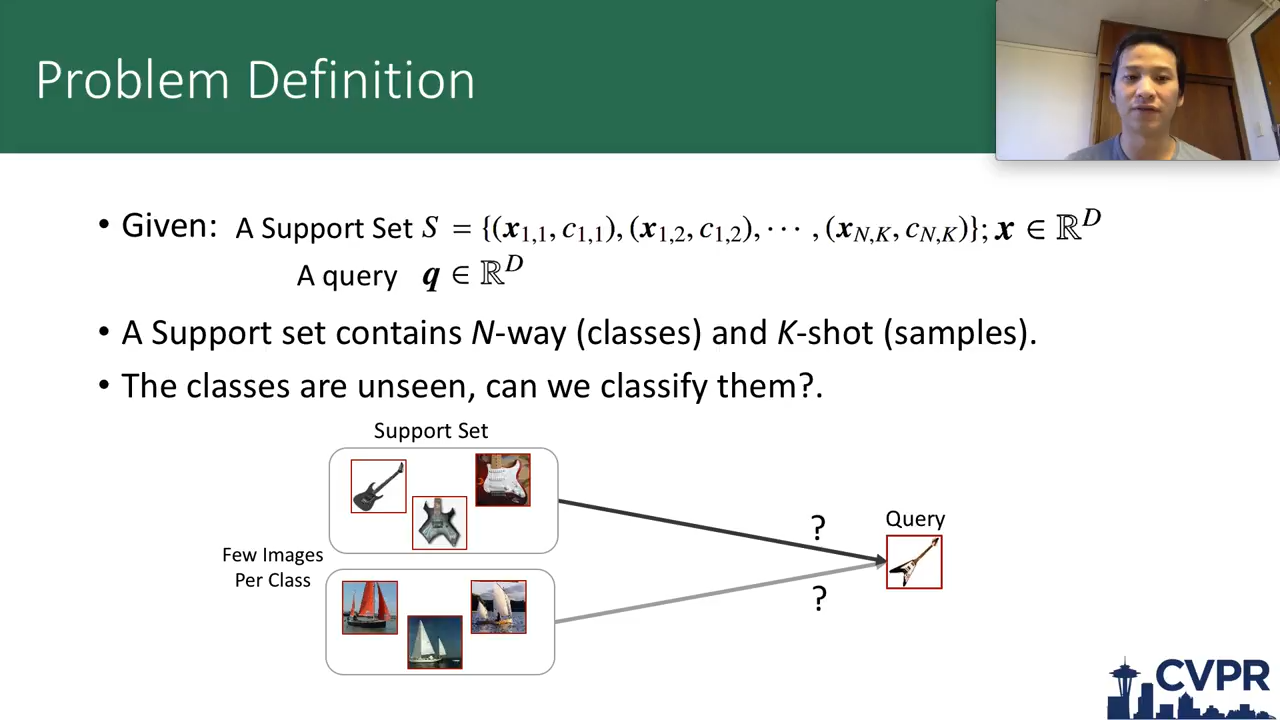 Problem Definition
• Given: A Support Set S = {(x₁,₁, c₁,₁), (x₁,₂, c₁,₂), ⋯ , (x_N,K, c_N,K)}; x ∈ ℝᴰ
A query q ∈ ℝᴰ
• A Support set contains N-way (classes) and K-shot (samples).
• The classes are unseen, can we classify them?.
Support Set
?
Query
Few Images
Per Class
?
CVPR